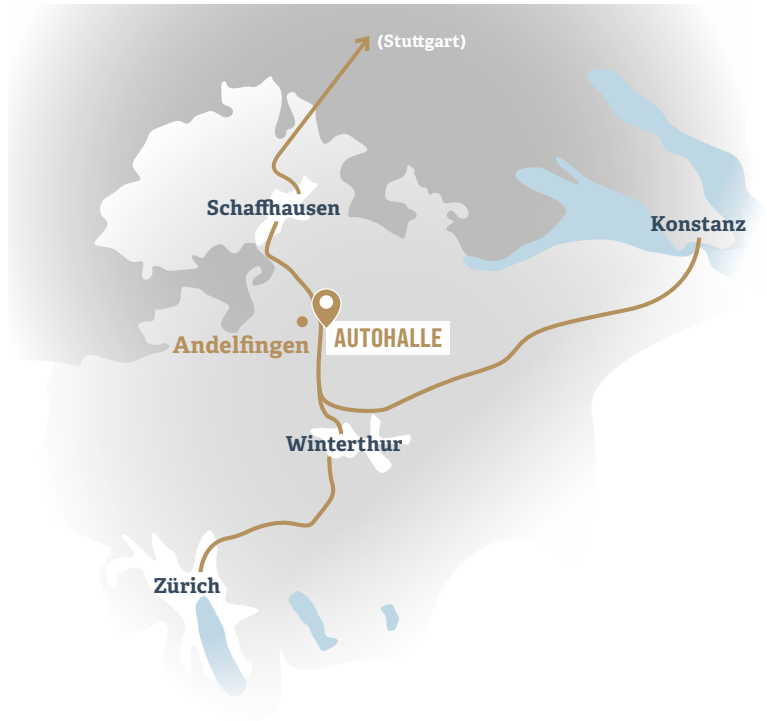 (Stuttgart)
Schaffhausen
Konstanz
AUTOHALLE
Andelfingen
Winterthur
Zürich